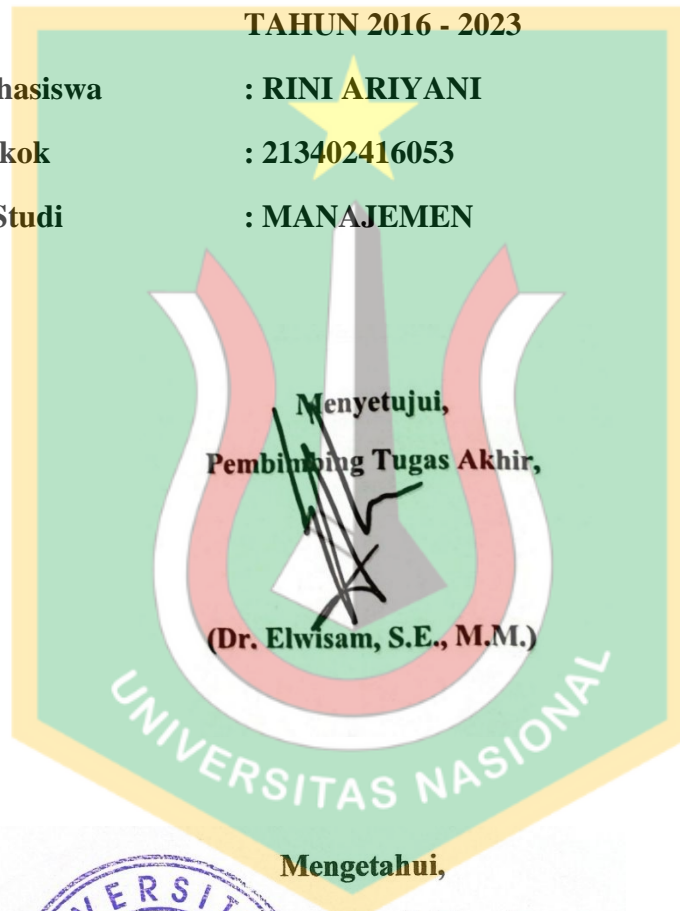 TAHUN 2016 - 2023
hasiswa : RINI ARIYANI
kok : 213402416053
Studi : MANAJEMEN
Menyetujui,
Pembimbing Tugas Akhir,
(Dr. Elwisam, S.E., M.M.)
UNIVERSITAS NASIONAL
Mengetahui,
VERSIT